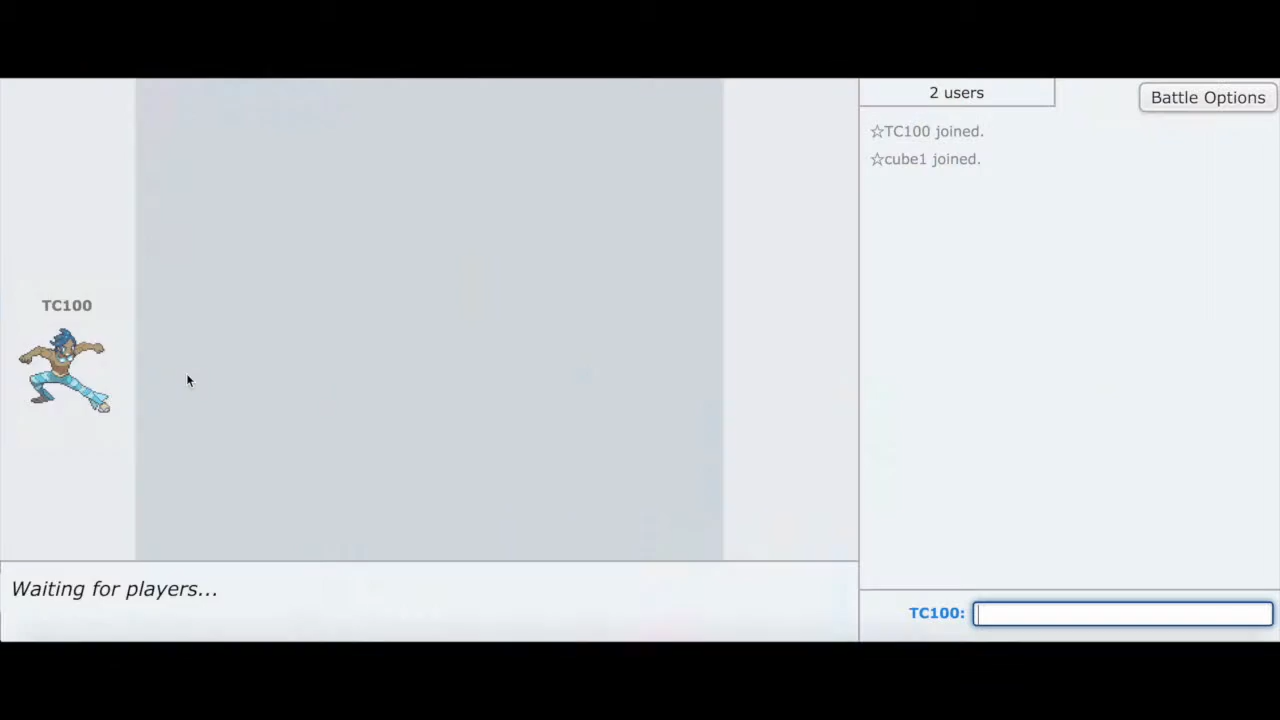 2 users
Battle Options
☆TC100 joined.
☆cube1 joined.
TC100
Waiting for players...
TC100: